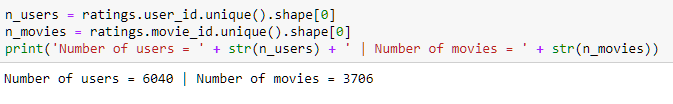 n_users = ratings.user_id.unique().shape[0]
n_movies = ratings.movie_id.unique().shape[0]
print('Number of users = ' + str(n_users) + ' | Number of movies = ' + str(n_movies))
Number of users = 6040 | Number of movies = 3706